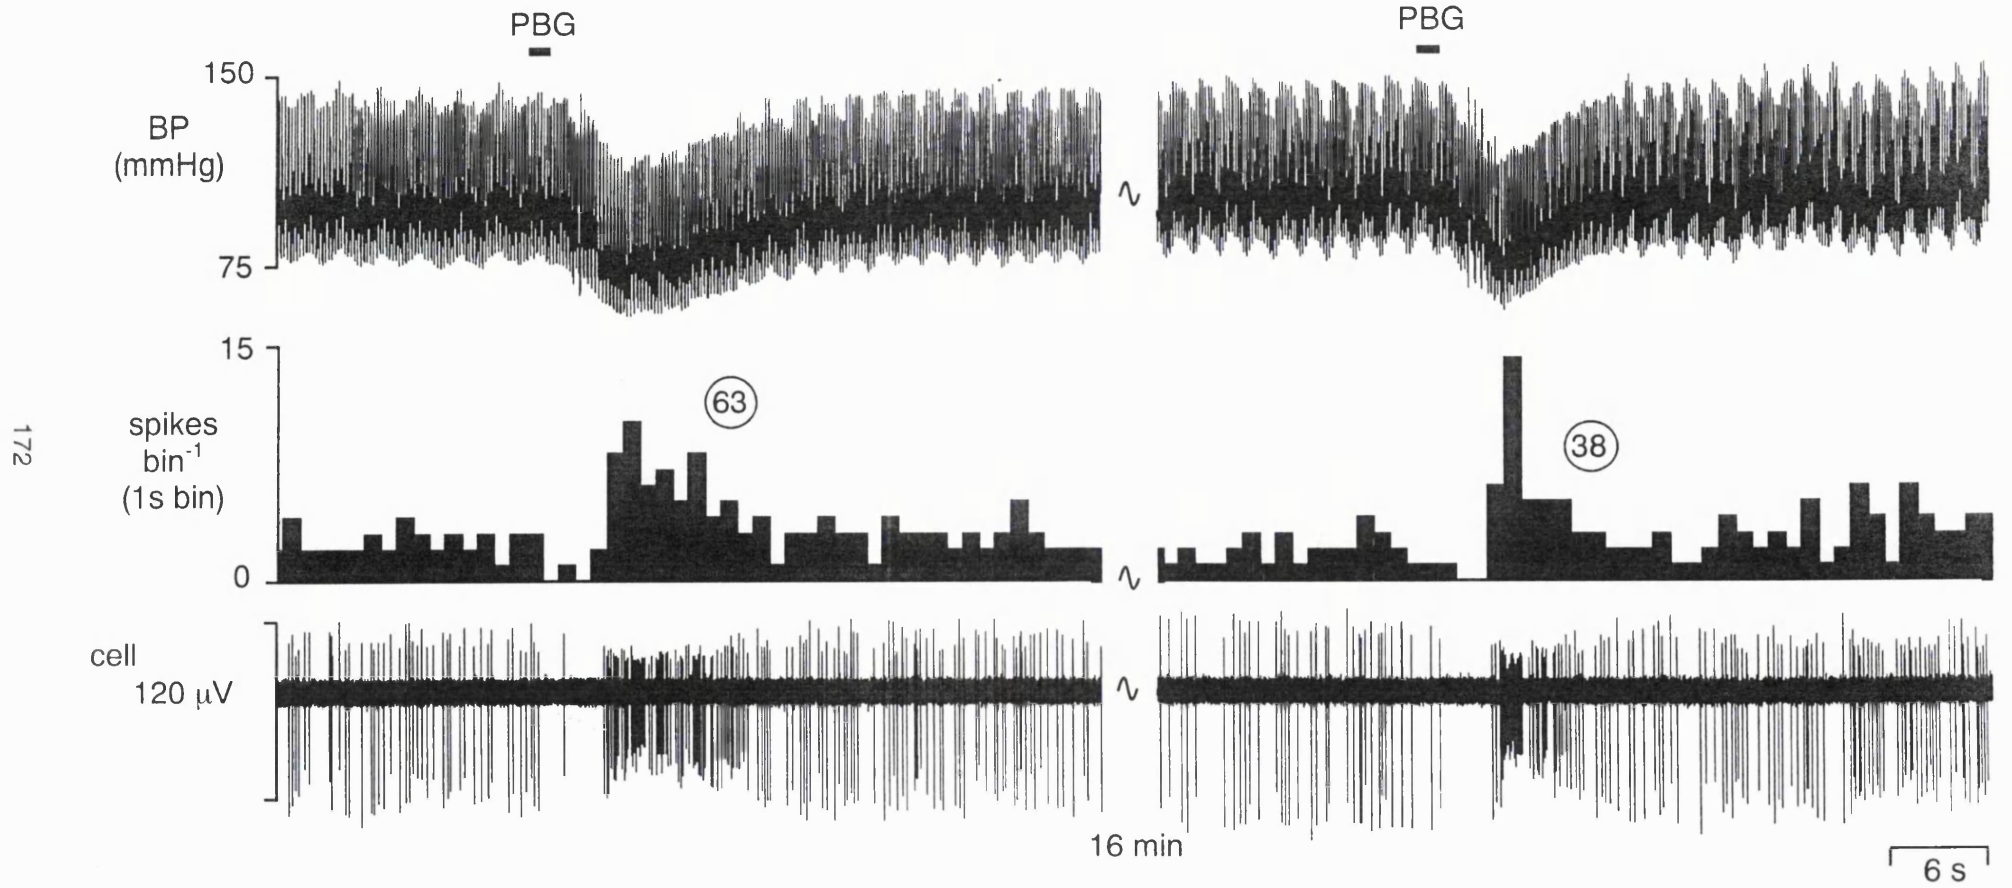 PBG
PBG
150
BP
(mmHg)
75
15
63
spikes
bin-1
(1s bin)
38
0
cell
120 µV
16 min
6 s
172